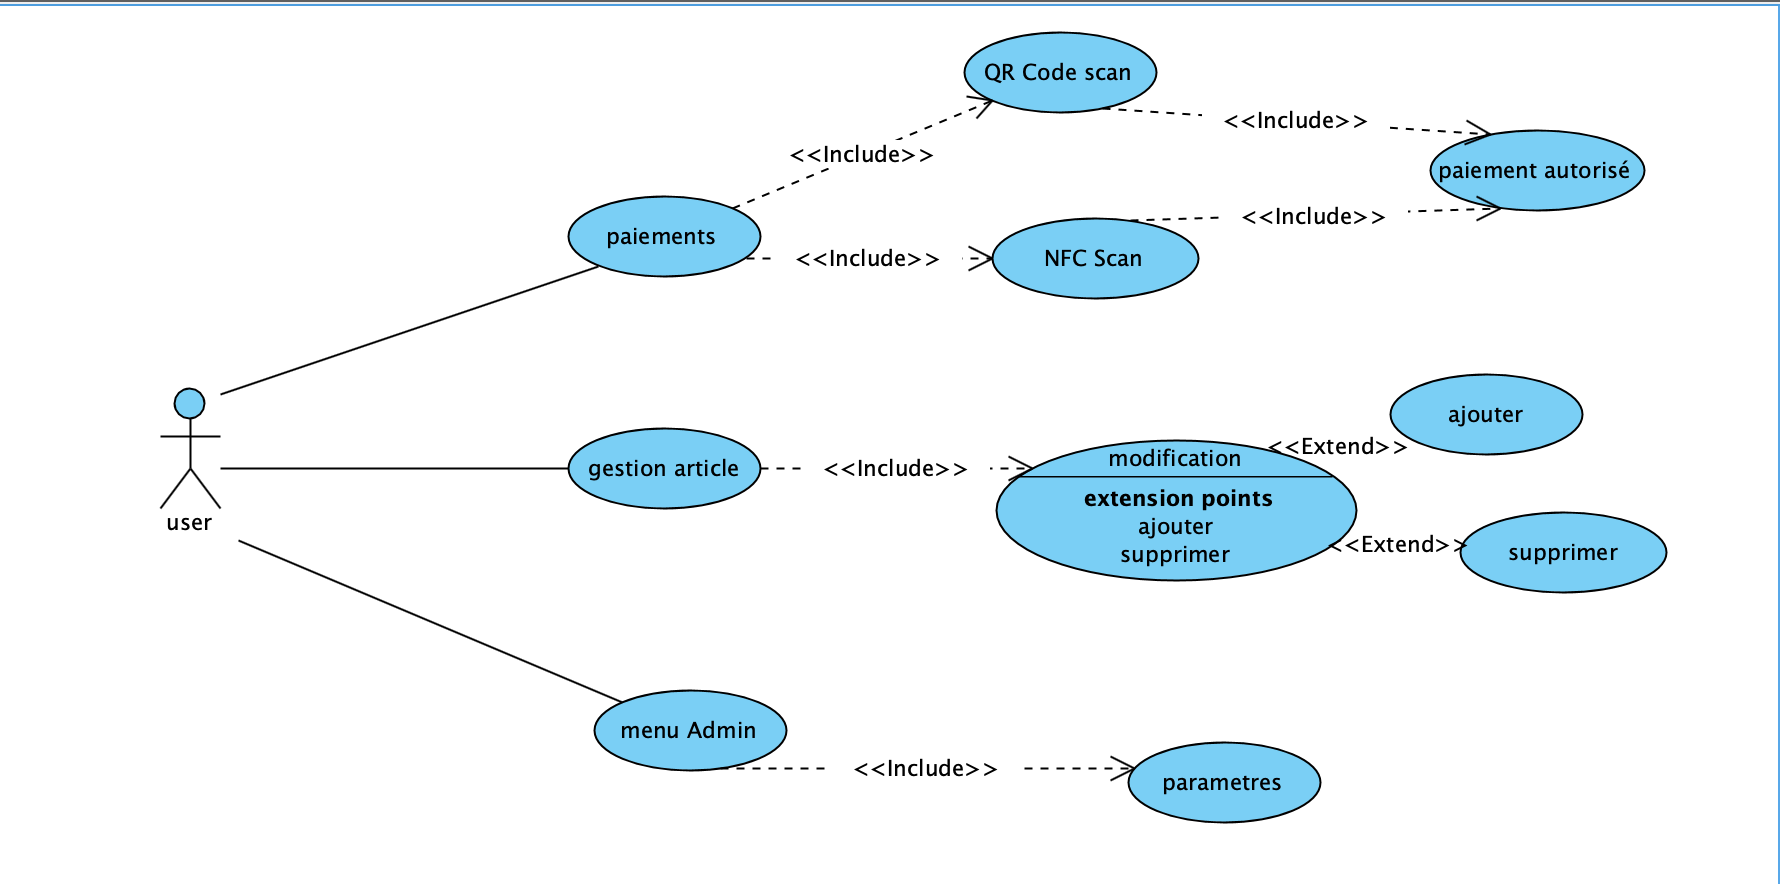 QR Code scan
<<Include>>
<<Include>>
paiement autorisé
paiements
<<Include>>
NFC Scan
<<Include>>
user
gestion article
<<Include>>
modification
extension points
ajouter
supprimer
<<Extend>>
ajouter
<<Extend>>
supprimer
menu Admin
<<Include>>
parametres